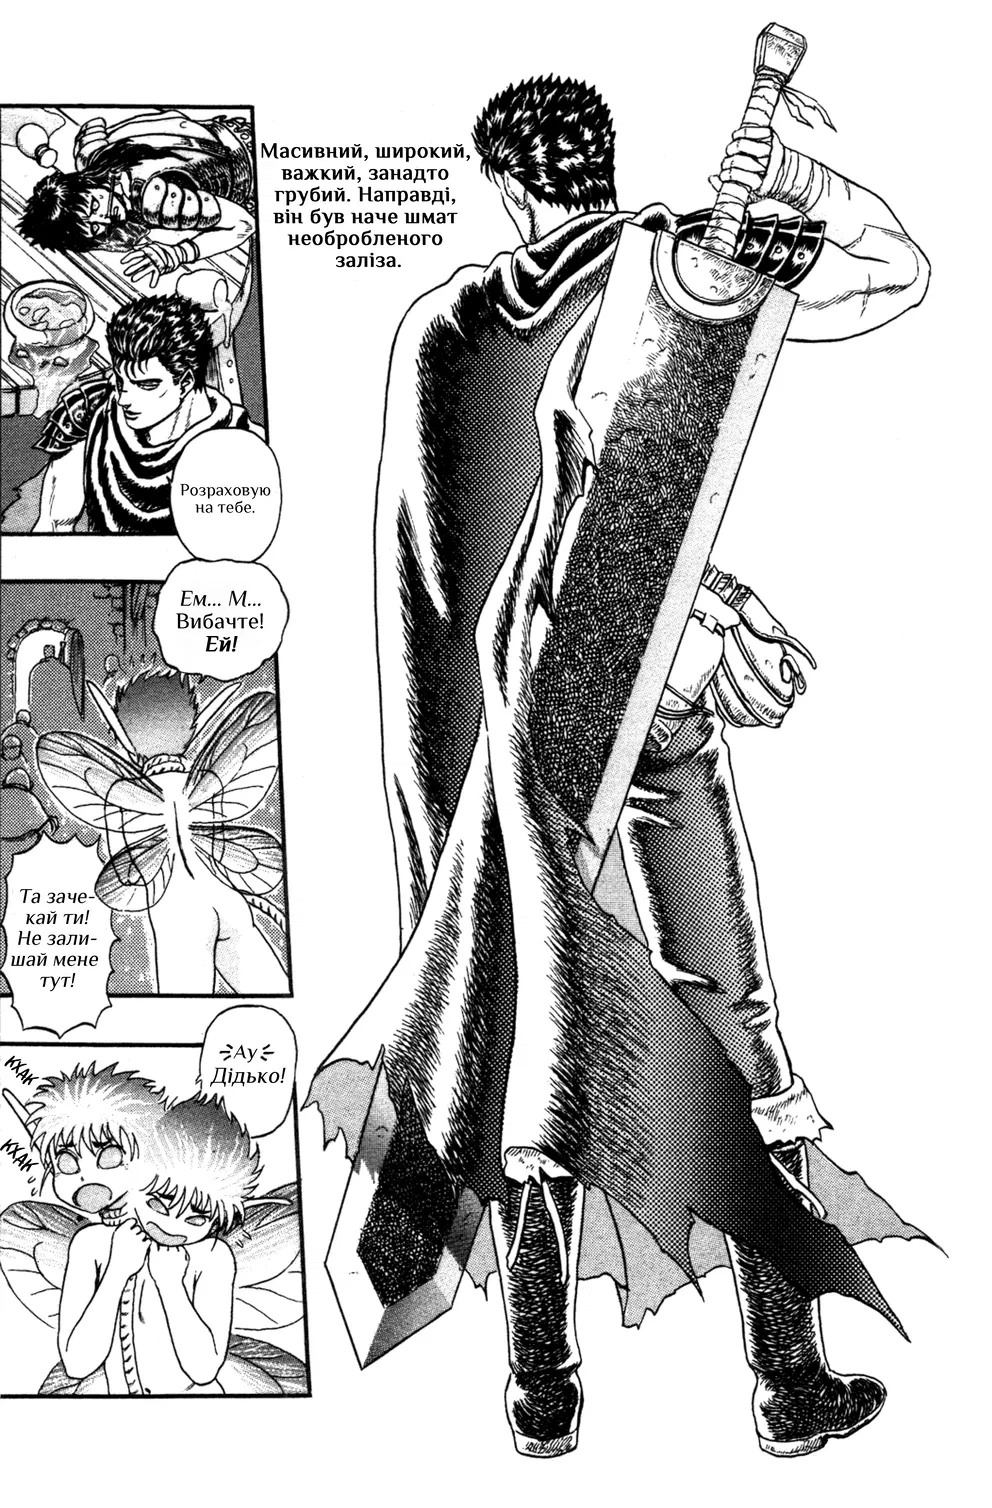 Масивний, широкий,
важкий, занадто
грубий. Направді,
він був наче шмат
необробленого
заліза.
Розраховую
на тебе.
Ем... М...
Вибачте!
Ей!
Та заче-
кай ти!
Не зали-
шай мене
тут!
Ау
Дідько!
КХАК
КХАК